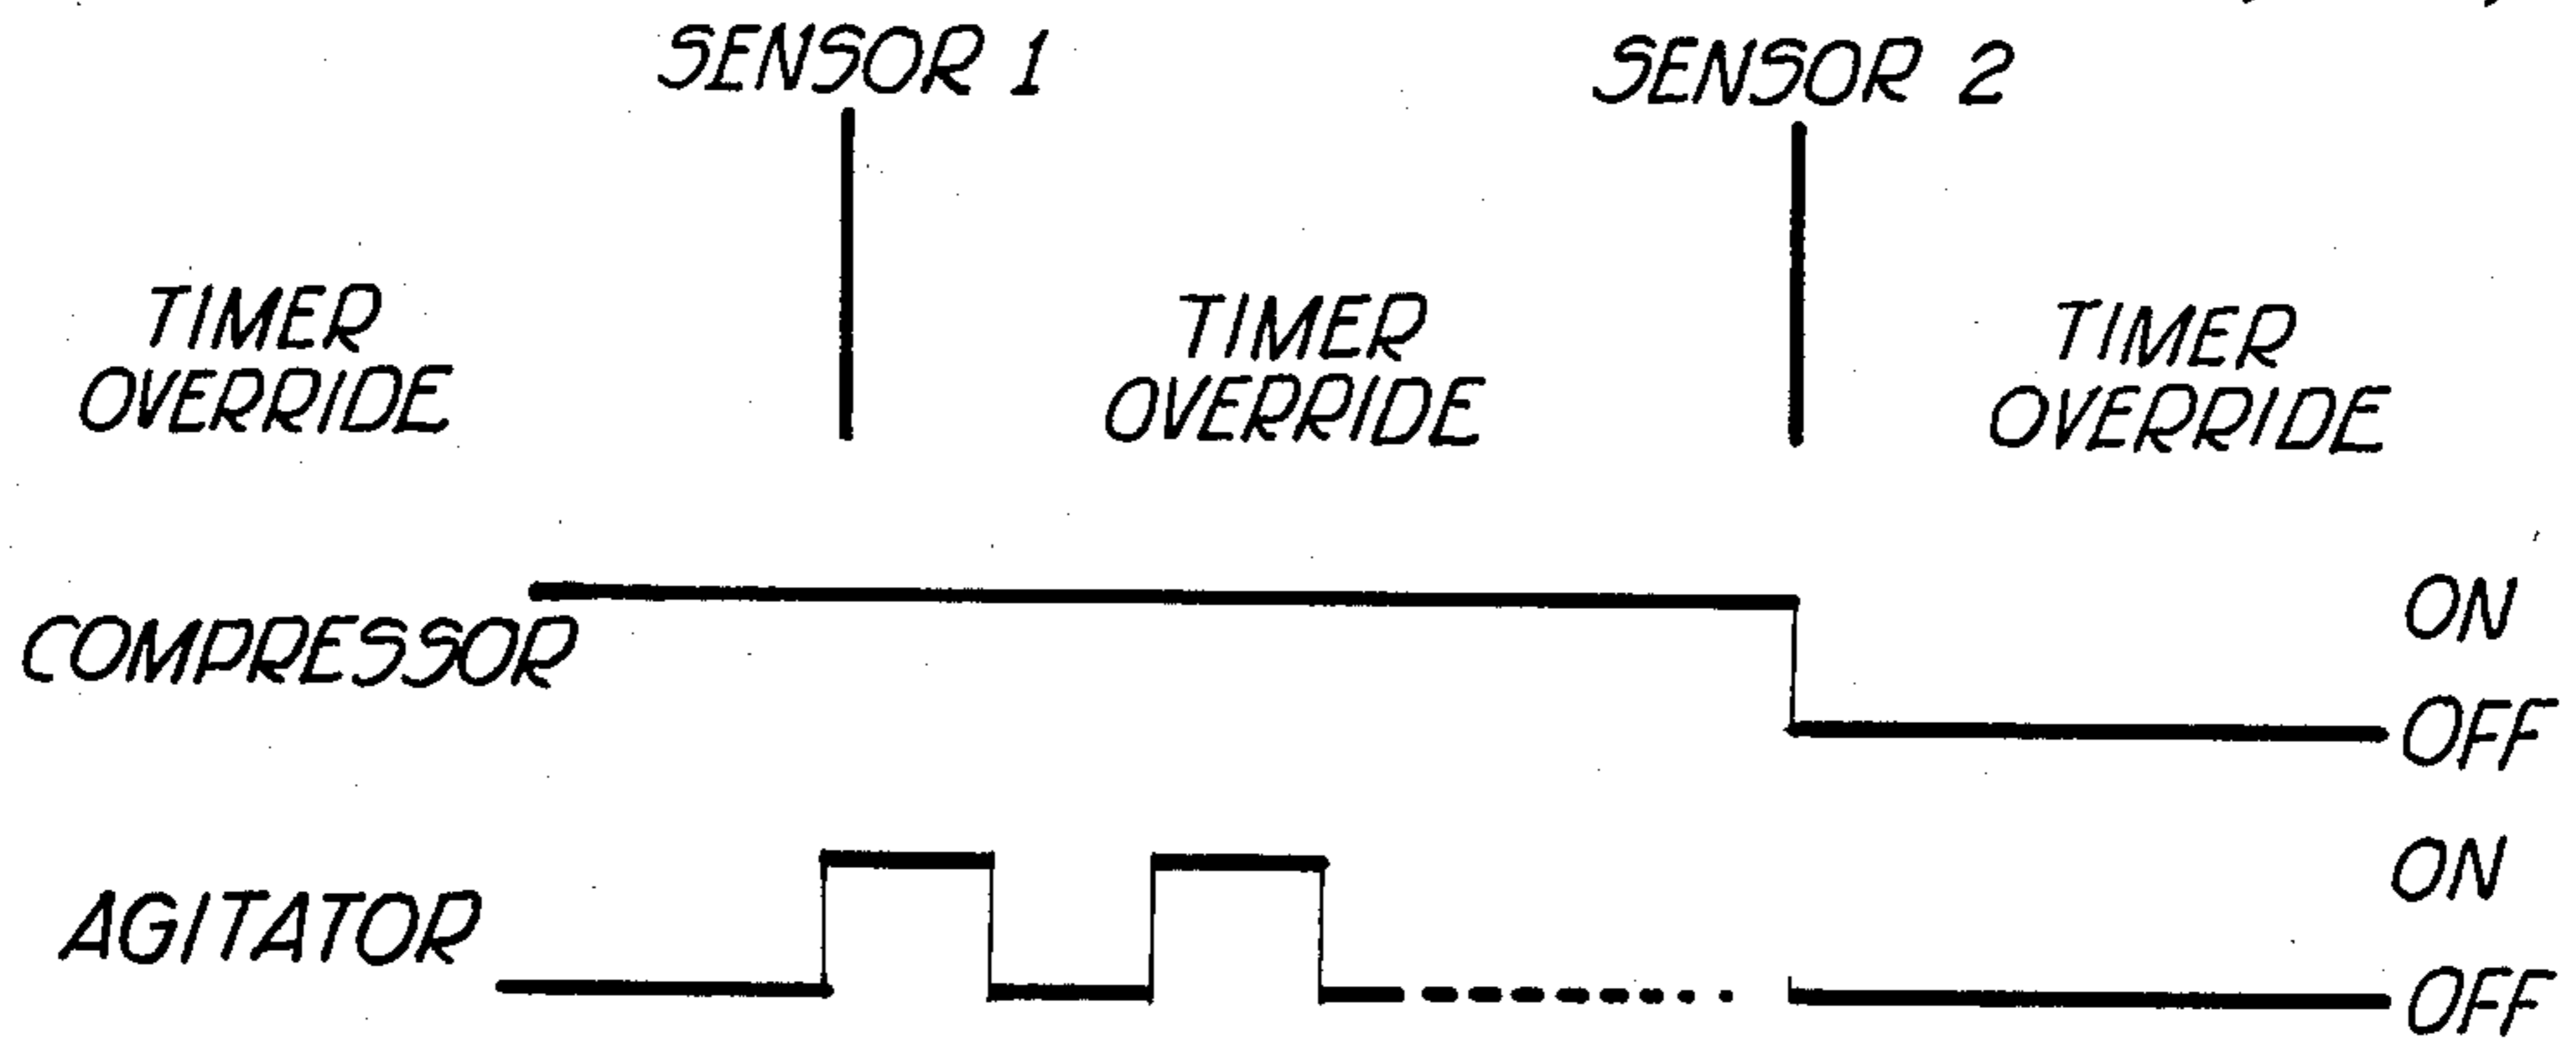 SENSOR 1
SENSOR 2
TIMER
OVERRIDE
TIMER
OVERRIDE
TIMER
OVERRIDE
COMPRESSOR
ON
OFF
AGITATOR
ON
OFF